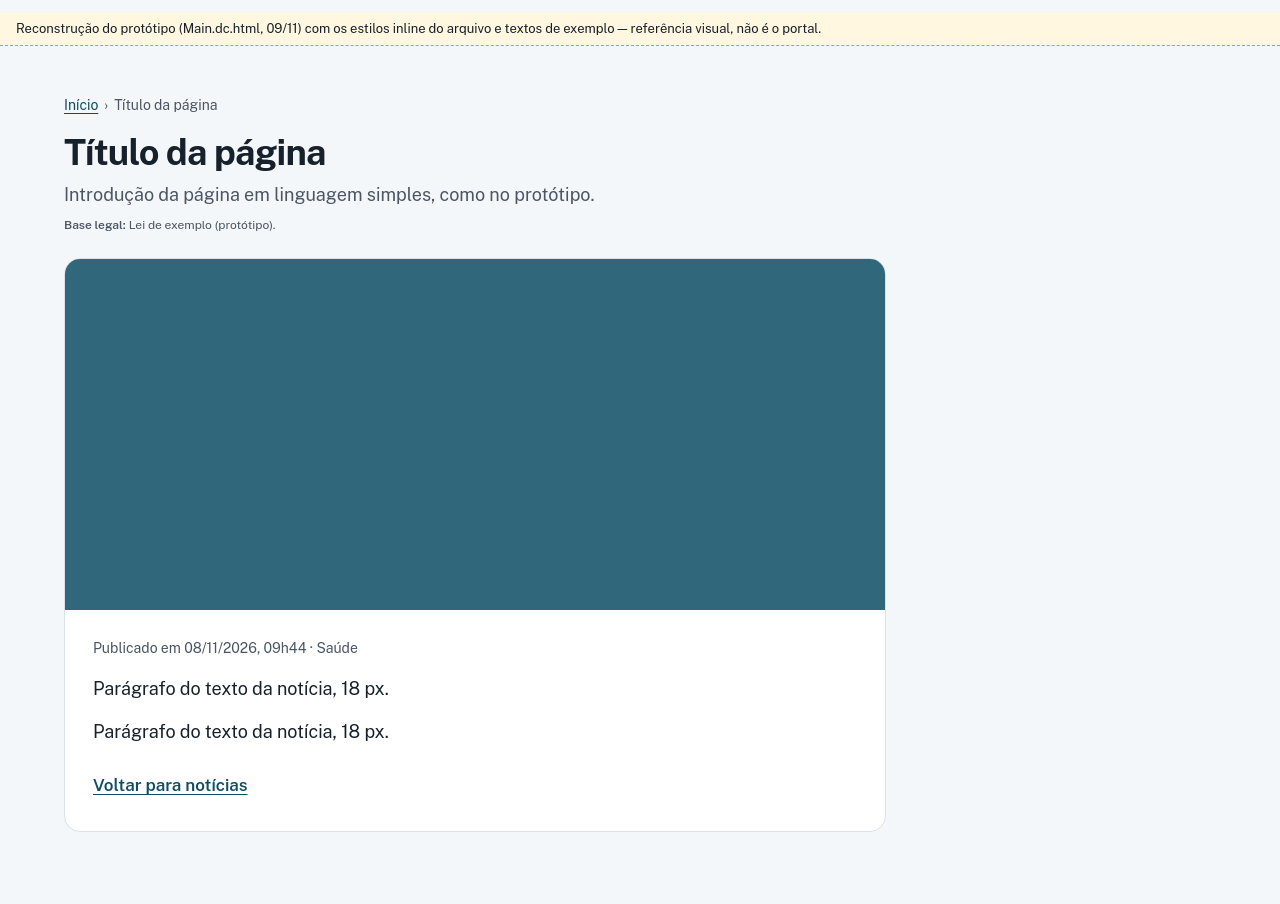 Reconstrução do protótipo (Main.dc.html, 09/11) com os estilos inline do arquivo e textos de exemplo — referência visual, não é o portal.
Início › Título da página
Título da página
Introdução da página em linguagem simples, como no protótipo.
Base legal: Lei de exemplo (protótipo).
Publicado em 08/11/2026, 09h44 · Saúde
Parágrafo do texto da notícia, 18 px.
Parágrafo do texto da notícia, 18 px.
Voltar para notícias